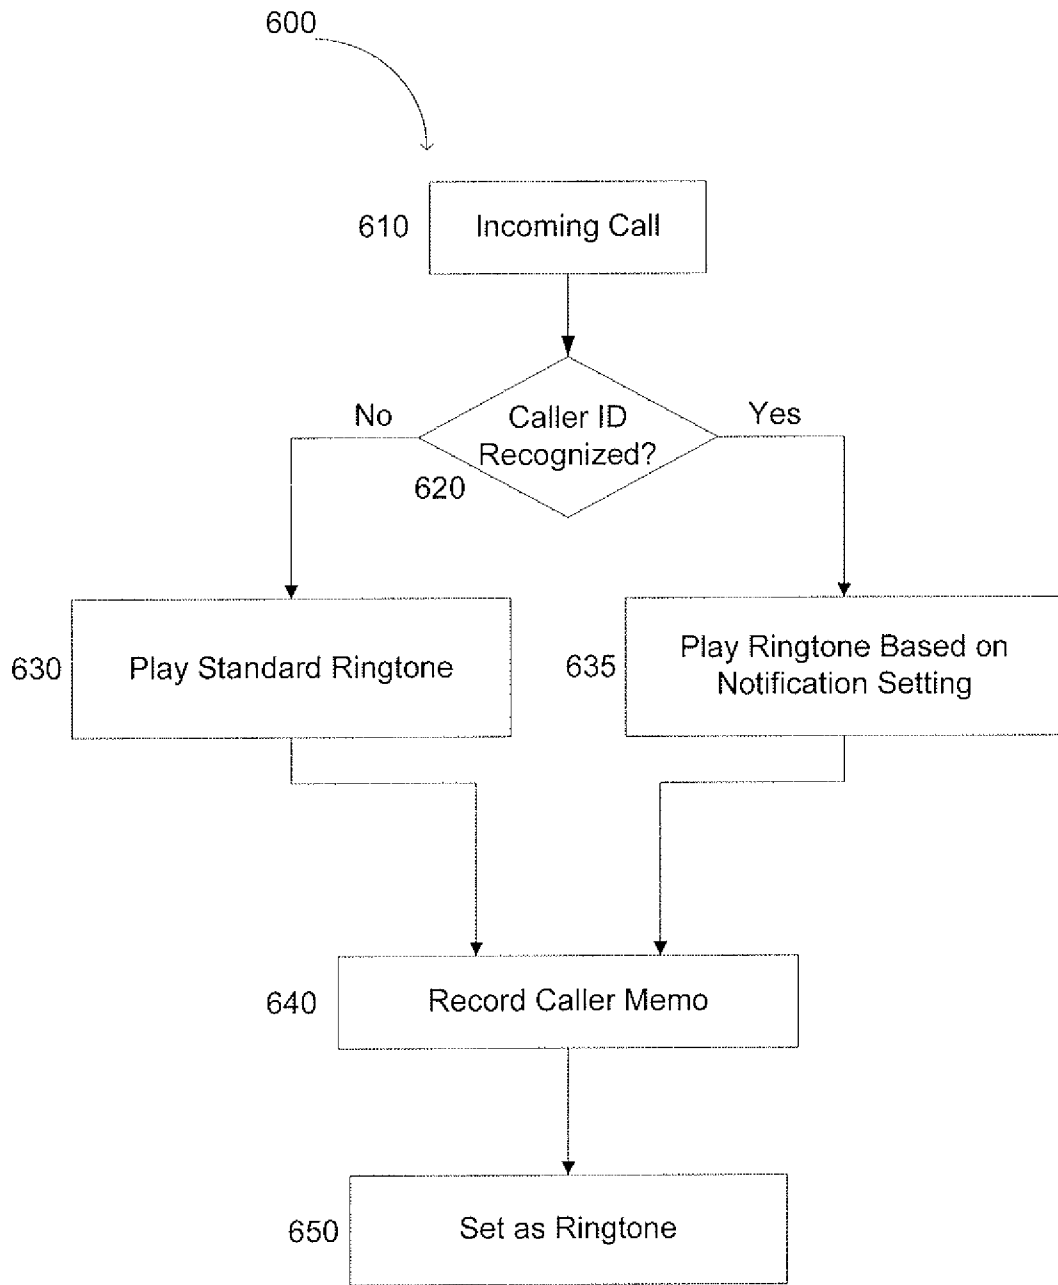 600
610
Incoming Call
No
Caller ID
Yes
Recognized?
620
630
Play Standard Ringtone
635
Play Ringtone Based on
Notification Setting
640
Record Caller Memo
650
Set as Ringtone